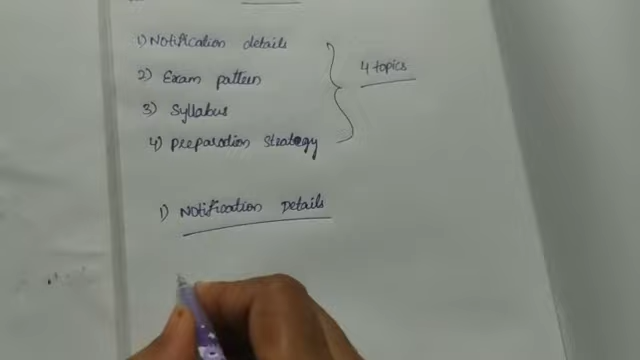 1) Notification details
2) Exam pattern
3) Syllabus
4) Preparation Strategy
4 topics
1) Notification Details